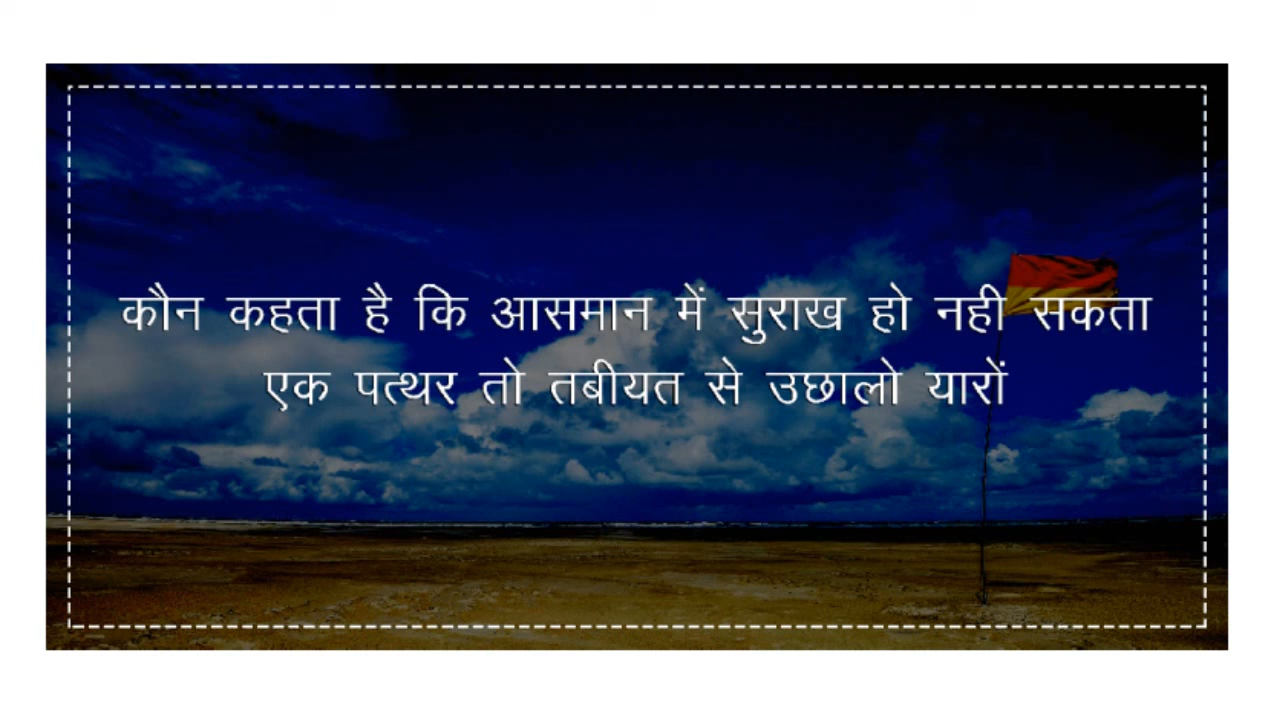 कौन कहता है कि आसमान में सुराख हो नही सकता
एक पत्थर तो तबीयत से उछालो यारों